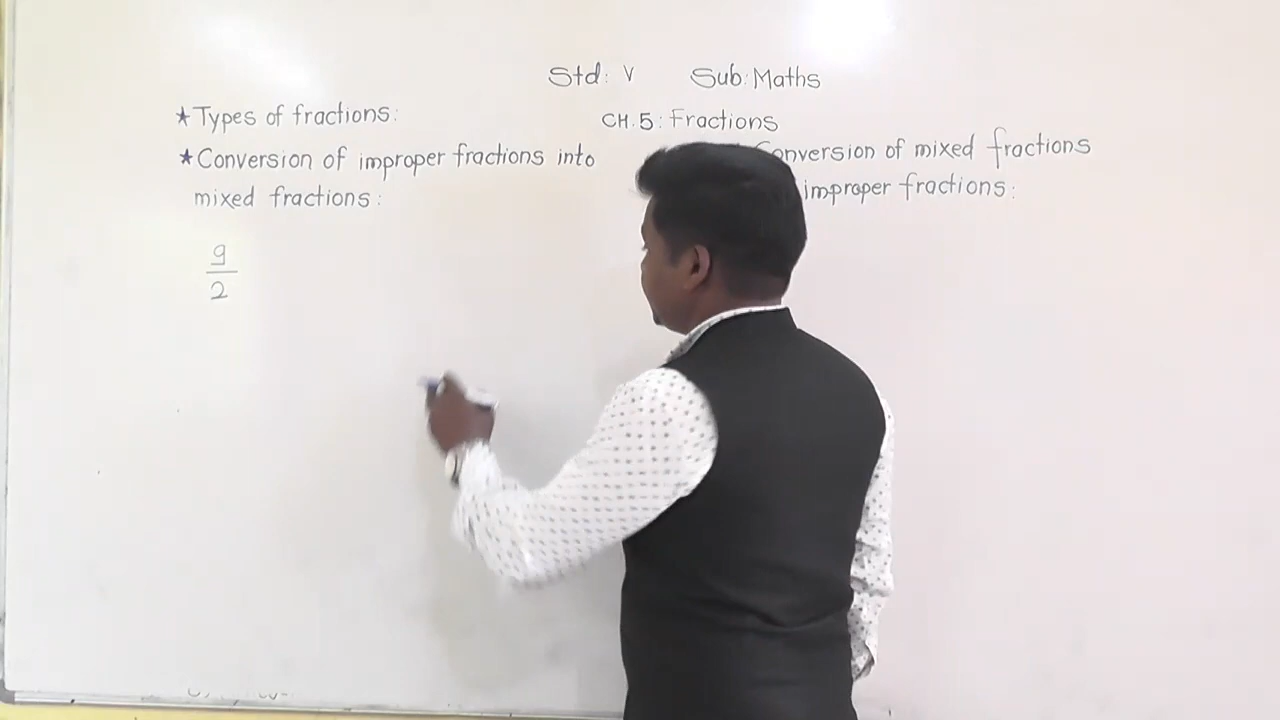 Std: V Sub: Maths
CH.5: Fractions
★ Types of fractions:
★ Conversion of improper fractions into
mixed fractions:
9
2
Conversion of mixed fractions
improper fractions: